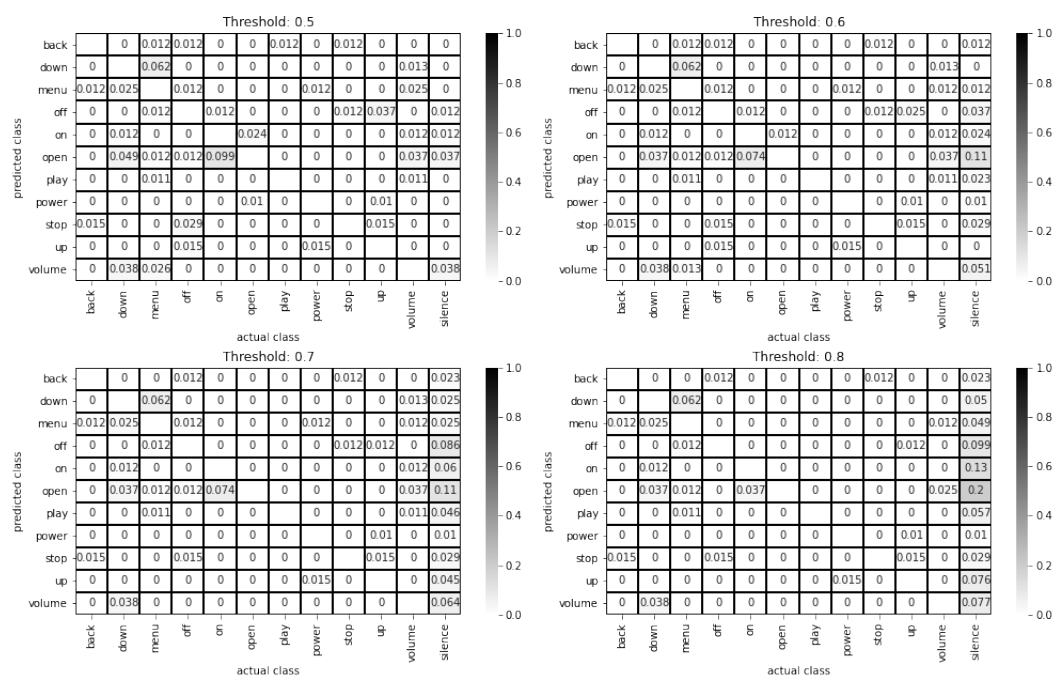 Threshold: 0.5
predicted class
back 0 0.012 0.012 0 0 0.012 0 0.012 0 0 0
down 0 0.062 0 0 0 0 0 0 0 0.013 0
menu 0.012 0.025 0.012 0 0 0 0.012 0 0 0.025 0
off 0 0 0.012 0.012 0 0 0 0.012 0.037 0 0.012
on 0 0.012 0 0 0.024 0 0 0 0 0.012 0.012
open 0 0.049 0.012 0.012 0.099 0 0 0 0 0.037 0.037
play 0 0 0.011 0 0 0 0 0 0 0.011 0
power 0 0 0 0 0 0.01 0 0 0.01 0 0
stop 0.015 0 0 0.029 0 0 0 0 0.015 0 0
up 0 0 0 0.015 0 0 0 0.015 0 0 0
volume 0 0.038 0.026 0 0 0 0 0 0 0 0.038
back down menu off on open play power stop up volume silence
actual class
1.0
0.8
0.6
0.4
0.2
0.0
Threshold: 0.6
predicted class
back 0 0.012 0.012 0 0 0 0 0.012 0 0 0.012
down 0 0.062 0 0 0 0 0 0 0 0.013 0
menu 0.012 0.025 0.012 0 0 0 0.012 0 0 0.012 0.012
off 0 0 0.012 0.012 0 0 0 0.012 0.025 0 0.037
on 0 0.012 0 0 0.012 0 0 0 0 0.012 0.024
open 0 0.037 0.012 0.012 0.074 0 0 0 0 0.037 0.11
play 0 0 0.011 0 0 0 0 0 0 0.011 0.023
power 0 0 0 0 0 0 0 0 0.01 0 0.01
stop 0.015 0 0 0.015 0 0 0 0 0.015 0 0.029
up 0 0 0 0.015 0 0 0 0.015 0 0 0
volume 0 0.038 0.013 0 0 0 0 0 0 0 0.051
back down menu off on open play power stop up volume silence
actual class
1.0
0.8
0.6
0.4
0.2
0.0
Threshold: 0.7
predicted class
back 0 0 0.012 0 0 0 0 0.012 0 0 0.023
down 0 0.062 0 0 0 0 0 0 0 0.013 0.025
menu 0.012 0.025 0.012 0 0 0 0.012 0 0 0.012 0.025
off 0 0 0.012 0 0 0 0 0.012 0.012 0 0.086
on 0 0.012 0 0 0 0 0 0 0 0.012 0.06
open 0 0.037 0.012 0.012 0.074 0 0 0 0 0.037 0.11
play 0 0 0.011 0 0 0 0 0 0 0.011 0.046
power 0 0 0 0 0 0 0 0 0.01 0 0.01
stop 0.015 0 0 0.015 0 0 0 0 0.015 0 0.029
up 0 0 0 0 0 0 0 0.015 0 0 0.045
volume 0 0.038 0 0 0 0 0 0 0 0 0.064
back down menu off on open play power stop up volume silence
actual class
1.0
0.8
0.6
0.4
0.2
0.0
Threshold: 0.8
predicted class
back 0 0 0.012 0 0 0 0 0.012 0 0 0.023
down 0 0.062 0 0 0 0 0 0 0 0 0.05
menu 0.012 0.025 0 0 0 0 0 0 0 0.012 0.049
off 0 0 0.012 0 0 0 0 0 0.012 0 0.099
on 0 0.012 0 0 0 0 0 0 0 0 0.13
open 0 0.037 0.012 0 0.037 0 0 0 0 0.025 0.2
play 0 0 0.011 0 0 0 0 0 0 0 0.057
power 0 0 0 0 0 0 0 0 0.01 0 0.01
stop 0.015 0 0 0.015 0 0 0 0 0.015 0 0.029
up 0 0 0 0 0 0 0 0.015 0 0 0.076
volume 0 0.038 0 0 0 0 0 0 0 0 0.077
back down menu off on open play power stop up volume silence
actual class
1.0
0.8
0.6
0.4
0.2
0.0